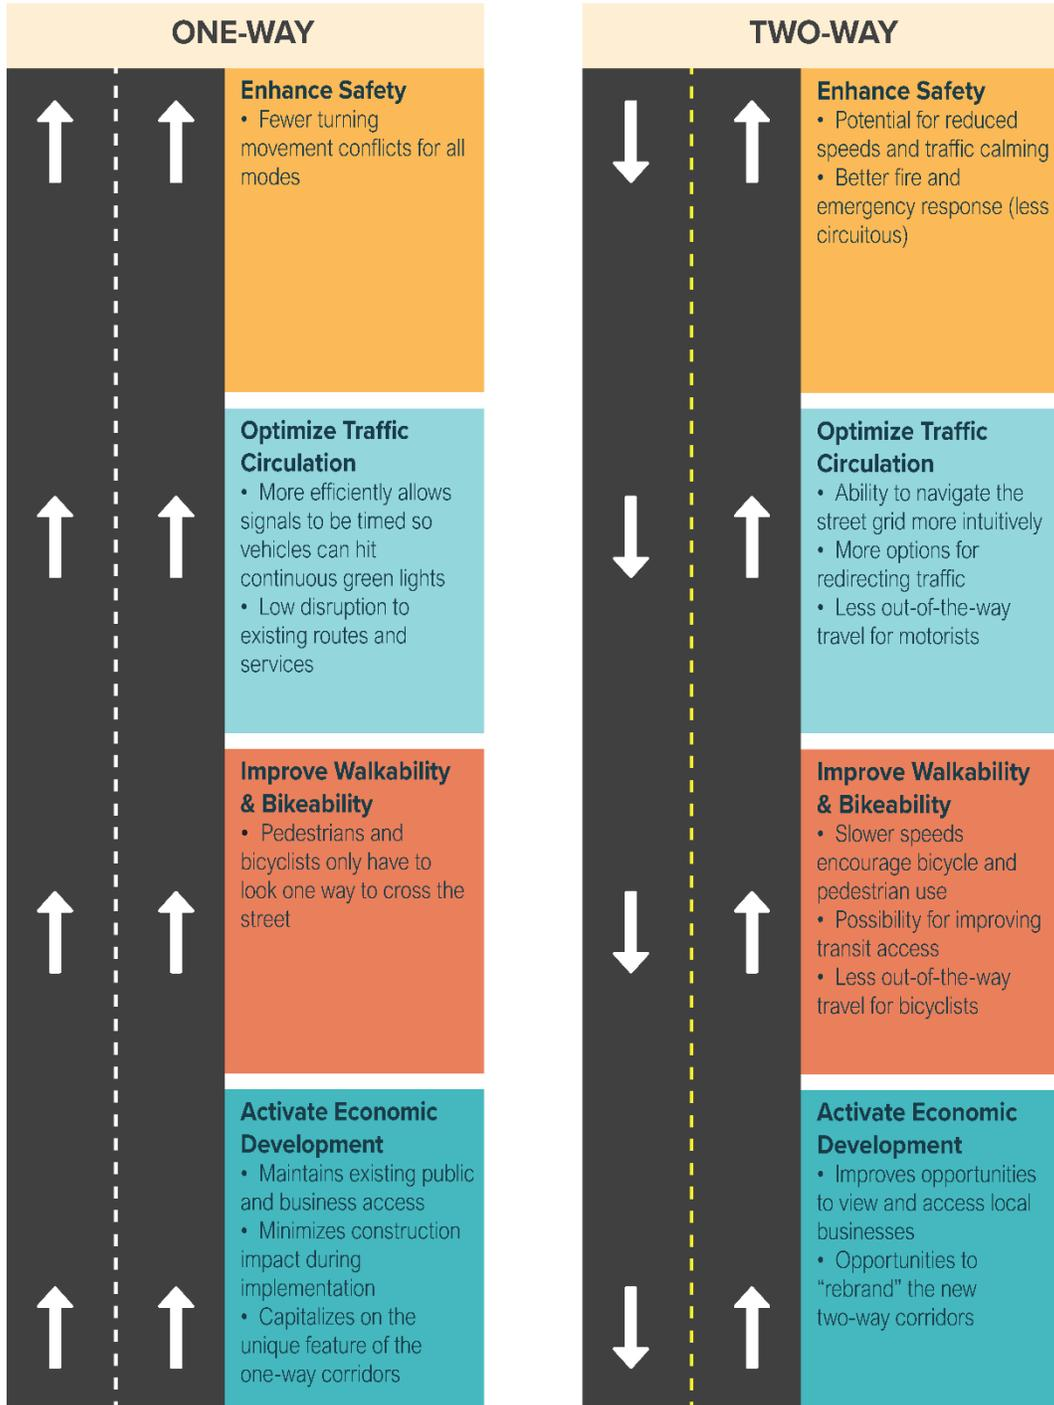 ONE-WAY
Enhance Safety
• Fewer turning
movement conflicts for all
modes
Optimize Traffic
Circulation
• More efficiently allows
signals to be timed so
vehicles can hit
continuous green lights
• Low disruption to
existing routes and
services
Improve Walkability
& Bikeability
• Pedestrians and
bicyclists only have to
look one way to cross the
street
Activate Economic
Development
• Maintains existing public
and business access
• Minimizes construction
impact during
implementation
• Capitalizes on the
unique feature of the
one-way corridors
TWO-WAY
Enhance Safety
• Potential for reduced
speeds and traffic calming
• Better fire and
emergency response (less
circuitous)
Optimize Traffic
Circulation
• Ability to navigate the
street grid more intuitively
• More options for
redirecting traffic
• Less out-of-the-way
travel for motorists
Improve Walkability
& Bikeability
• Slower speeds
encourage bicycle and
pedestrian use
• Possibility for improving
transit access
• Less out-of-the-way
travel for bicyclists
Activate Economic
Development
• Improves opportunities
to view and access local
businesses
• Opportunities to
“rebrand” the new
two-way corridors